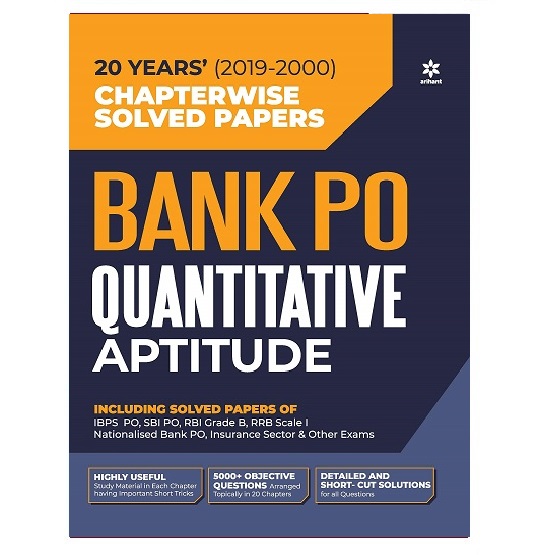 20 YEARS’ (2019-2000)
CHAPTERWISE
SOLVED PAPERS
arihant
BANK PO
QUANTITATIVE
APTITUDE
INCLUDING SOLVED PAPERS OF
IBPS PO, SBI PO, RBI Grade B, RRB Scale I
Nationalised Bank PO, Insurance Sector & Other Exams
HIGHLY USEFUL
Study Material in Each Chapter
having Important Short Tricks
5000+ OBJECTIVE
QUESTIONS Arranged
Topically in 20 Chapters
DETAILED AND
SHORT- CUT SOLUTIONS
for all Questions